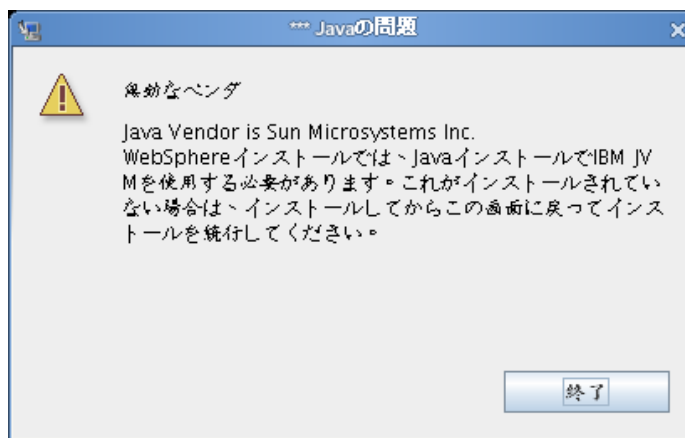 *** Javaの問題
無効なベンダ
Java Vendor is Sun Microsystems Inc.
WebSphereインストールでは、JavaインストールでIBM JV
Mを使用する必要があります。これがインストールされてい
ない場合は、インストールしてからこの画面に戻ってインス
トールを続行してください。
終了